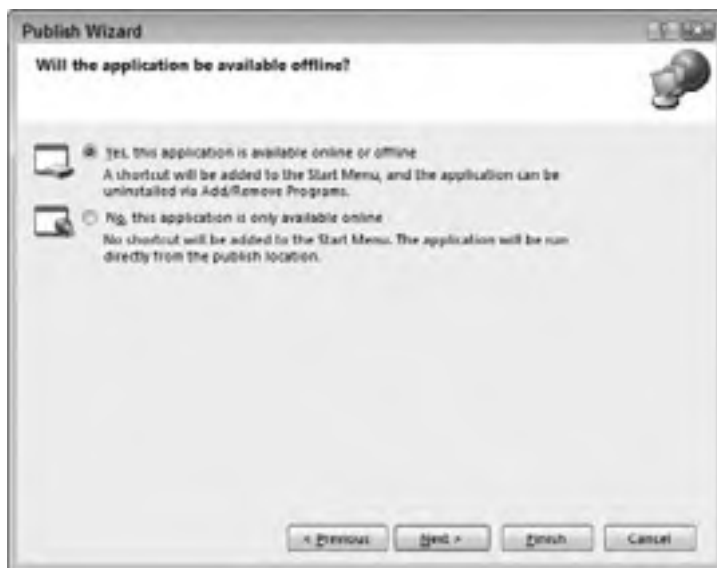 Publish Wizard
Will the application be available offline?
Yes, this application is available online or offline
A shortcut will be added to the Start Menu, and the application can be
uninstalled via Add/Remove Programs.
No, this application is only available online
No shortcut will be added to the Start Menu. The application will be run
directly from the publish location.
< Previous
Next >
Finish
Cancel